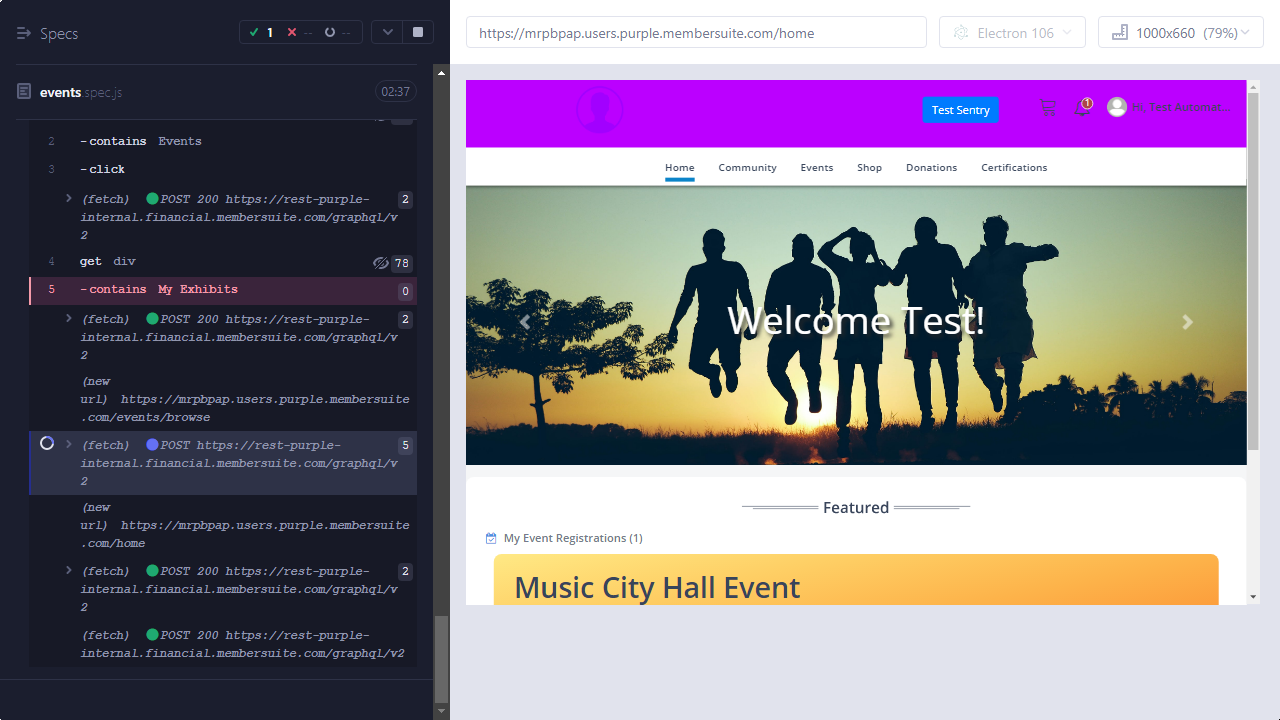 Specs
1
--
--
https://mrpbpap.users.purple.membersuite.com/home
Electron 106
1000x660 (79%)
events spec.js
02:37
2 -contains Events
3 -click
(fetch) POST 200 https://rest-purple-
internal.financial.membersuite.com/graphql/v
2
2
4 get div
78
5 -contains My Exhibits
0
(fetch) POST 200 https://rest-purple-
internal.financial.membersuite.com/graphql/v
2
2
(new
url) https://mrpbpap.users.purple.membersuite
.com/events/browse
(fetch) POST https://rest-purple-
internal.financial.membersuite.com/graphql/v
2
5
(new
url) https://mrpbpap.users.purple.membersuite
.com/home
(fetch) POST 200 https://rest-purple-
internal.financial.membersuite.com/graphql/v
2
2
(fetch) POST 200 https://rest-purple-
internal.financial.membersuite.com/graphql/v2
Test Sentry
1
Hi, Test Automat...
Home
Community
Events
Shop
Donations
Certifications
Welcome Test!
Featured
My Event Registrations (1)
Music City Hall Event